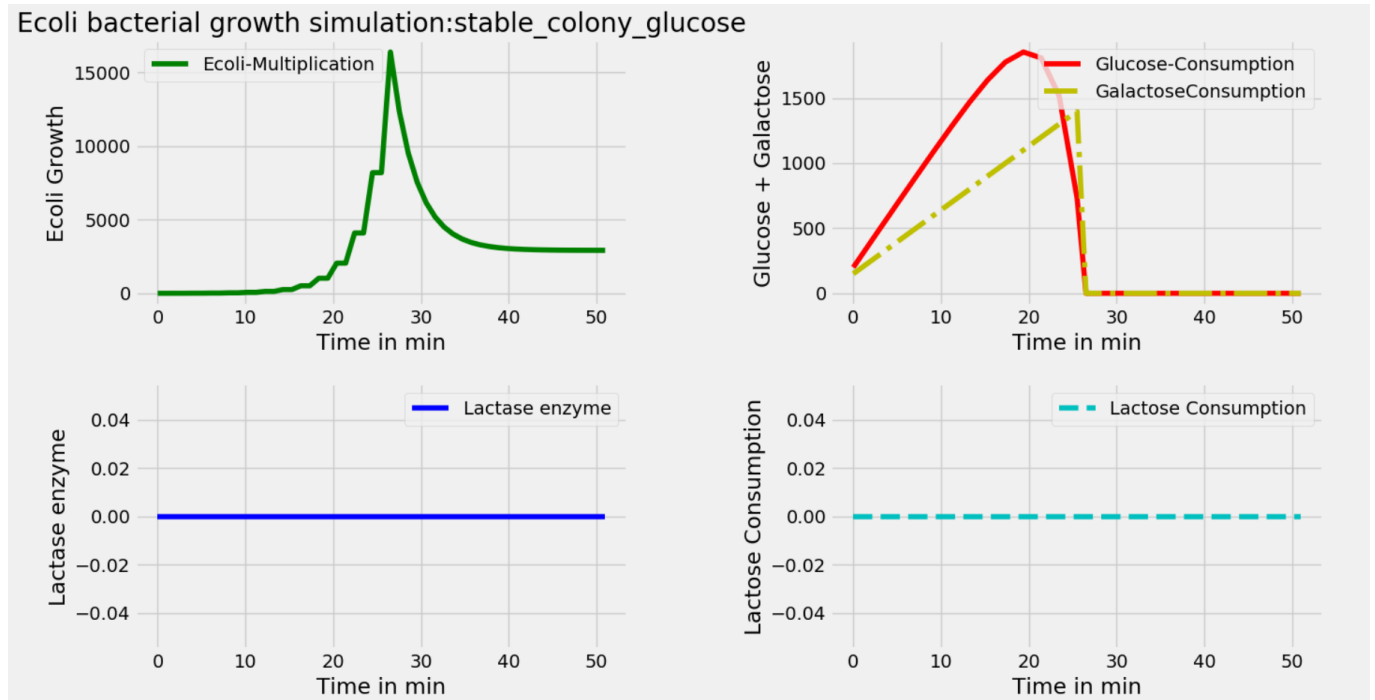 Ecoli bacterial growth simulation:stable_colony_glucose
Ecoli Growth
15000
10000
5000
0
Ecoli-Multiplication
0 10 20 30 40 50
Time in min
Glucose + Galactose
1500
1000
500
0
Glucose-Consumption
GalactoseConsumption
0 10 20 30 40 50
Time in min
Lactase enzyme
0.04
0.02
0.00
−0.02
−0.04
Lactase enzyme
0 10 20 30 40 50
Time in min
Lactose Consumption
0.04
0.02
0.00
−0.02
−0.04
Lactose Consumption
0 10 20 30 40 50
Time in min